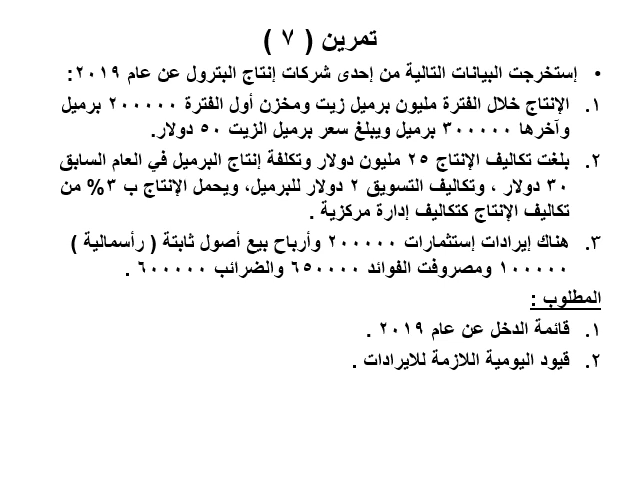 تمرين ( ٧ )
• إستخرجت البيانات التالية من إحدى شركات إنتاج البترول عن عام ٢٠١٩:
١. الإنتاج خلال الفترة مليون برميل زيت ومخزن أول الفترة ٢٠٠٠٠٠ برميل
وآخرها ٣٠٠٠٠٠ برميل ويبلغ سعر برميل الزيت ٥٠ دولار.
٢. بلغت تكاليف الإنتاج ٢٥ مليون دولار وتكلفة إنتاج البرميل في العام السابق
٣٠ دولار ، وتكاليف التسويق ٢ دولار للبرميل، ويحمل الإنتاج ب ٣% من
تكاليف الإنتاج كتكاليف إدارة مركزية .
٣. هناك إيرادات إستثمارات ٢٠٠٠٠٠ وأرباح بيع أصول ثابتة ( رأسمالية )
١٠٠٠٠٠ ومصروفت الفوائد ٦٥٠٠٠٠ والضرائب ٦٠٠٠٠٠ .
المطلوب :
١. قائمة الدخل عن عام ٢٠١٩ .
٢. قيود اليومية اللازمة للايرادات .